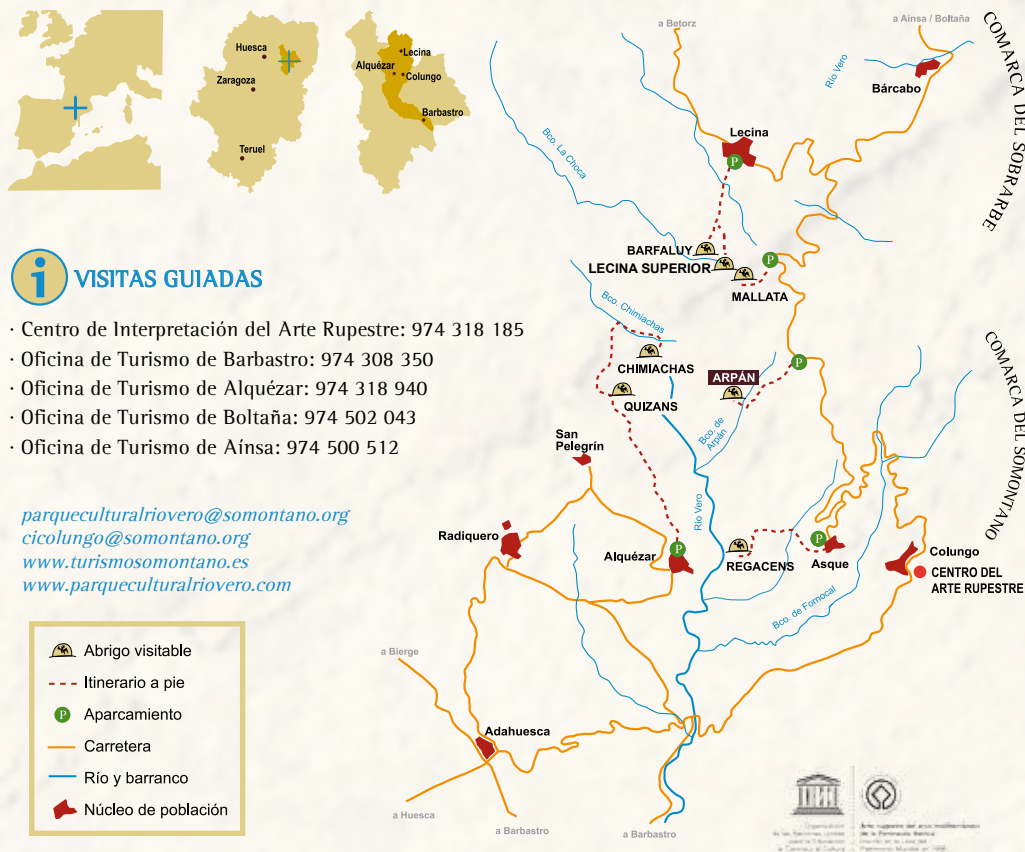 Huesca
Zaragoza
Teruel
Lecina
Alquézar
Colungo
Barbastro
VISITAS GUIADAS
· Centro de Interpretación del Arte Rupestre: 974 318 185
· Oficina de Turismo de Barbastro: 974 308 350
· Oficina de Turismo de Alquézar: 974 318 940
· Oficina de Turismo de Boltaña: 974 502 043
· Oficina de Turismo de Aínsa: 974 500 512
parqueculturalriovero@somontano.org
cicolungo@somontano.org
www.turismosomontano.es
www.parqueculturalriovero.com
Abrigo visitable
Itinerario a pie
P Aparcamiento
Carretera
Río y barranco
Núcleo de población
a Betorz
a Ainsa / Boltaña
COMARCA DEL SOBRARBE
Río Vero
Bárcabo
Lecina
P
Bco. La Choca
BARFALUY
LECINA SUPERIOR
P
MALLATA
Bco. Chimiachas
CHIMIACHAS
P
ARPÁN
QUIZANS
COMARCA DEL SOMONTANO
San
Pelegrín
Bco. de
Arpán
Río Vero
Radiquero
Alquézar
P
REGACENS
P
Asque
Colungo
CENTRO DEL
ARTE RUPESTRE
Bco. de Fornocal
a Bierge
Adahuesca
a Huesca
a Barbastro
a Barbastro